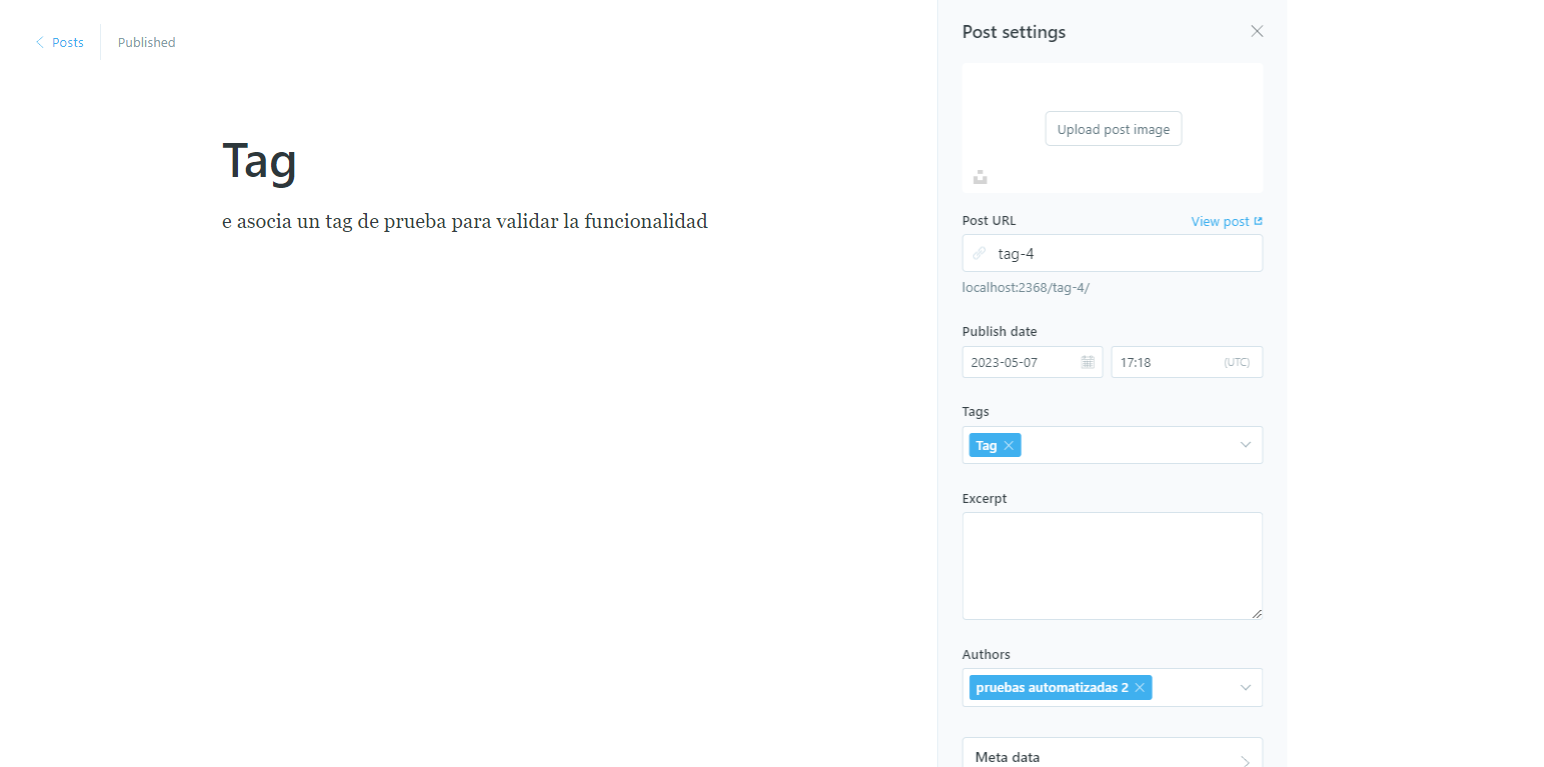 Posts
Published
Tag
e asocia un tag de prueba para validar la funcionalidad
Post settings
Upload post image
Post URL
View post
tag-4
localhost:2368/tag-4/
Publish date
2023-05-07
17:18
(UTC)
Tags
Tag
Excerpt
Authors
pruebas automatizadas 2
Meta data